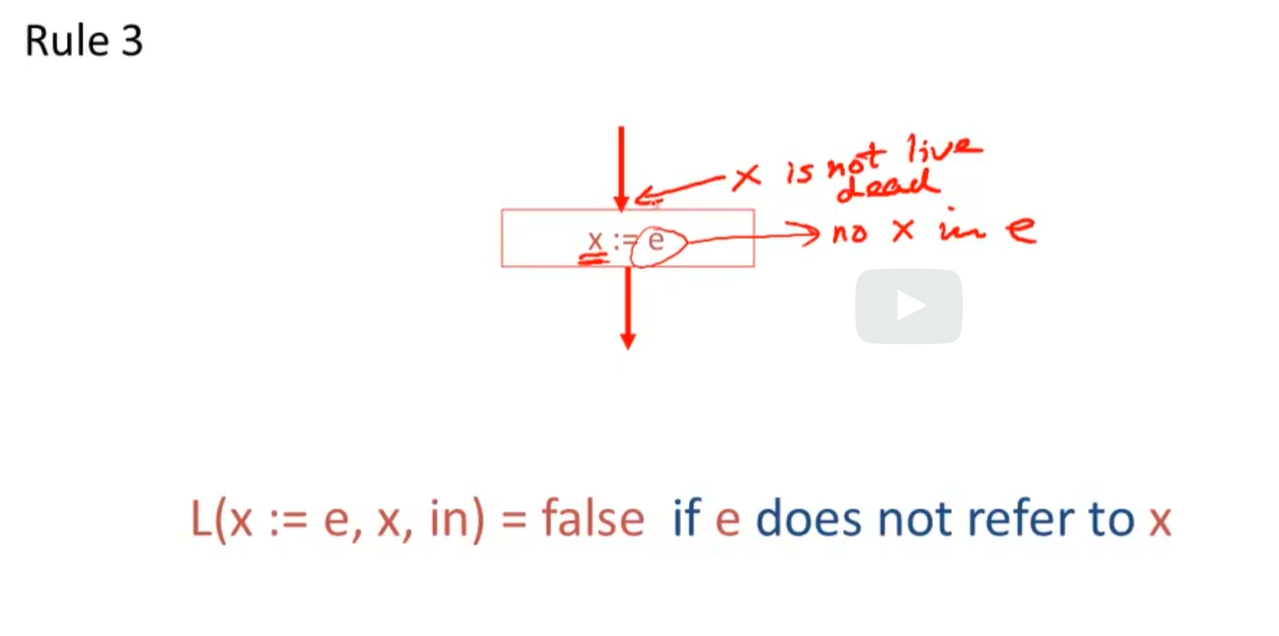 Rule 3
x is not live
dead
x := e
no x in e
L(x := e, x, in) = false if e does not refer to x